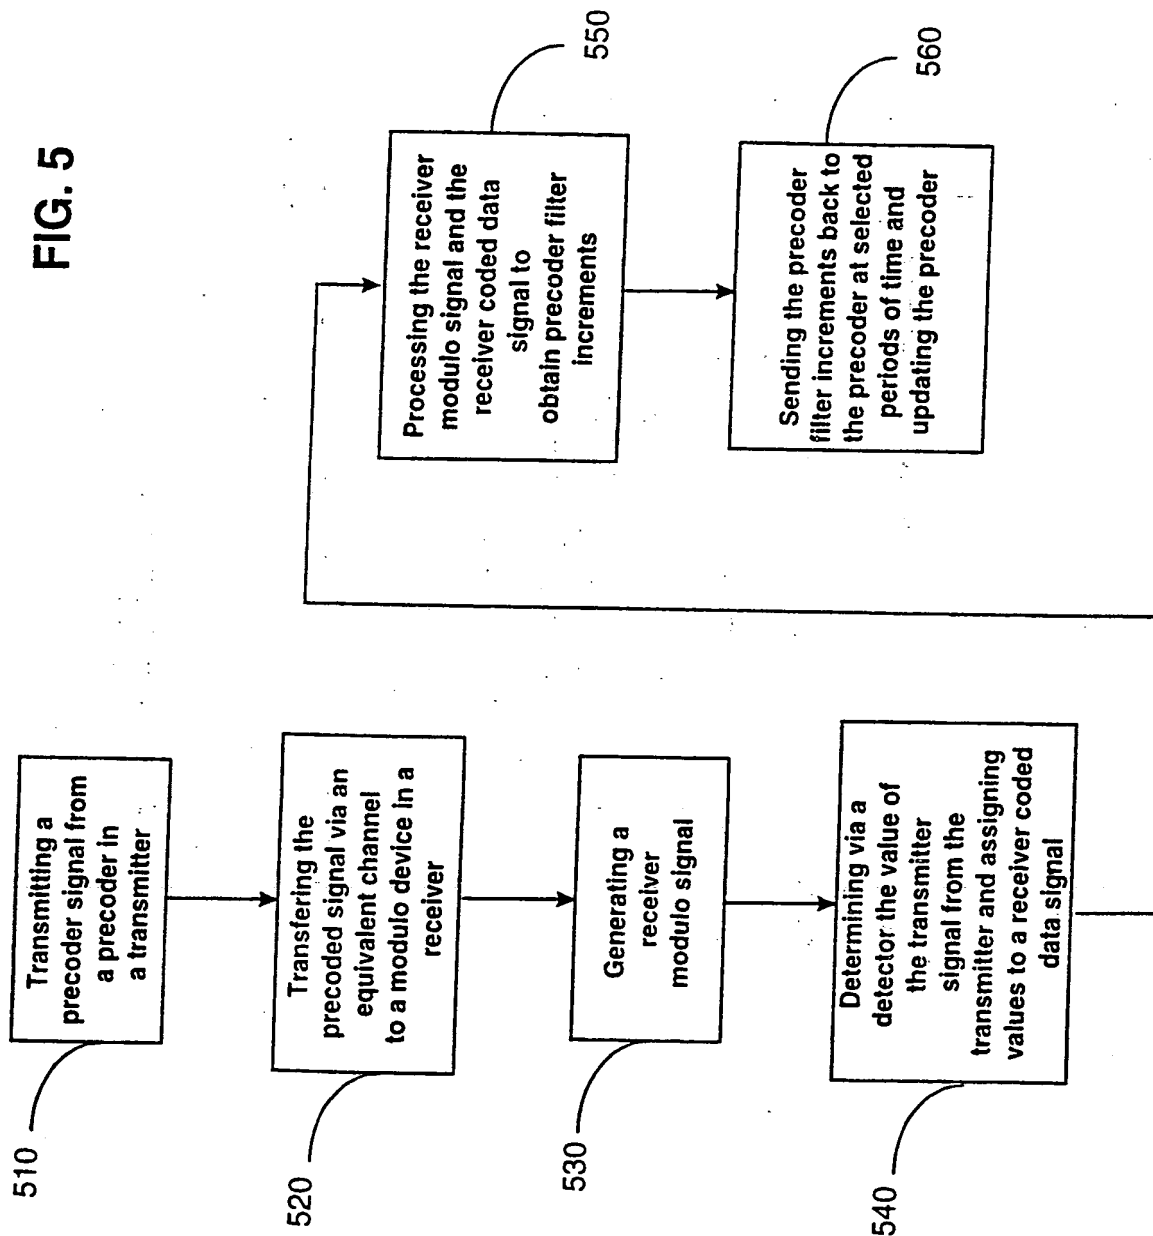 FIG. 5
510
Transmitting a
precoder signal from
a precoder in
a transmitter
520
Transfering the
precoded signal via an
equivalent channel
to a modulo device in a
receiver
530
Generating a
receiver
modulo signal
540
Determining via a
detector the value of
the transmitter
signal from the
transmitter and assigning
values to a receiver coded
data signal
550
Processing the receiver
modulo signal and the
receiver coded data
signal to
obtain precoder filter
increments
560
Sending the precoder
filter increments back to
the precoder at selected
periods of time and
updating the precoder